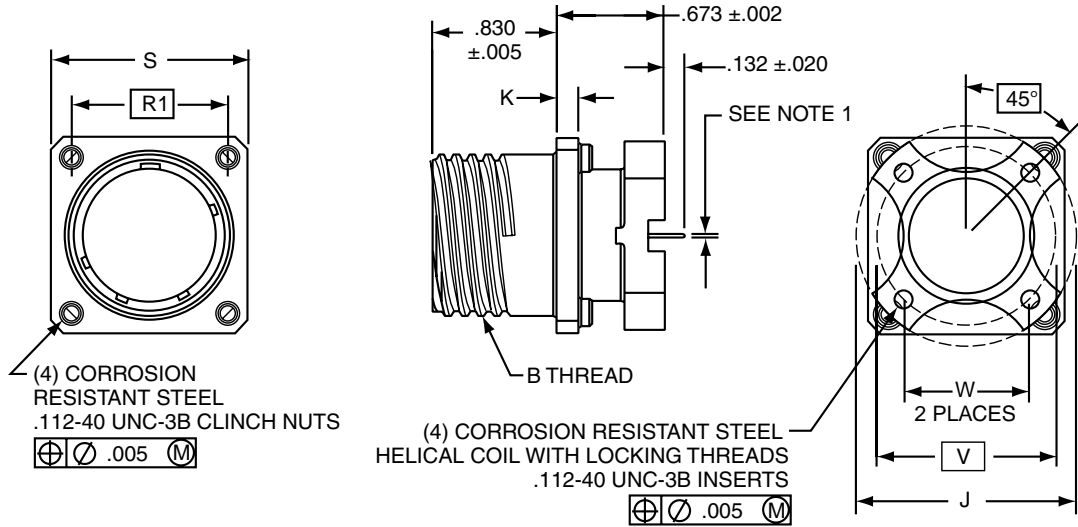 S
R1
(4) CORROSION
RESISTANT STEEL
.112-40 UNC-3B CLINCH NUTS
⌖ ∅ .005 Ⓜ
.830
±.005
.673 ±.002
.132 ±.020
K
SEE NOTE 1
B THREAD
45°
(4) CORROSION RESISTANT STEEL
HELICAL COIL WITH LOCKING THREADS
.112-40 UNC-3B INSERTS
⌖ ∅ .005 Ⓜ
W
2 PLACES
V
J